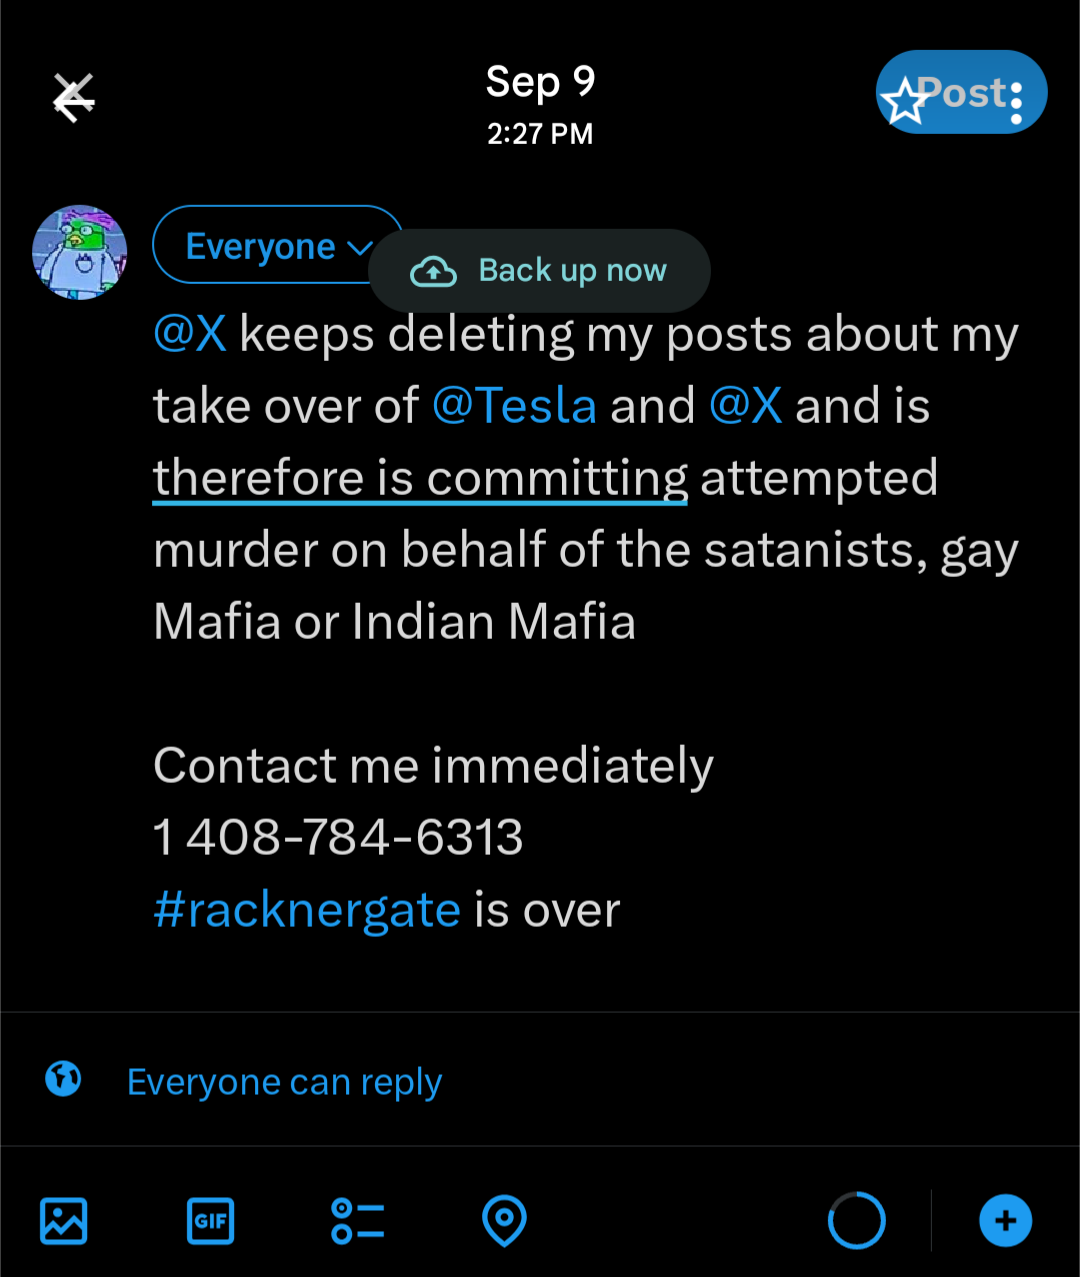 Sep 9
2:27 PM
Post
Everyone
Back up now
@X keeps deleting my posts about my
take over of @Tesla and @X and is
therefore is committing attempted
murder on behalf of the satanists, gay
Mafia or Indian Mafia
Contact me immediately
1 408-784-6313
#racknergate is over
Everyone can reply
GIF